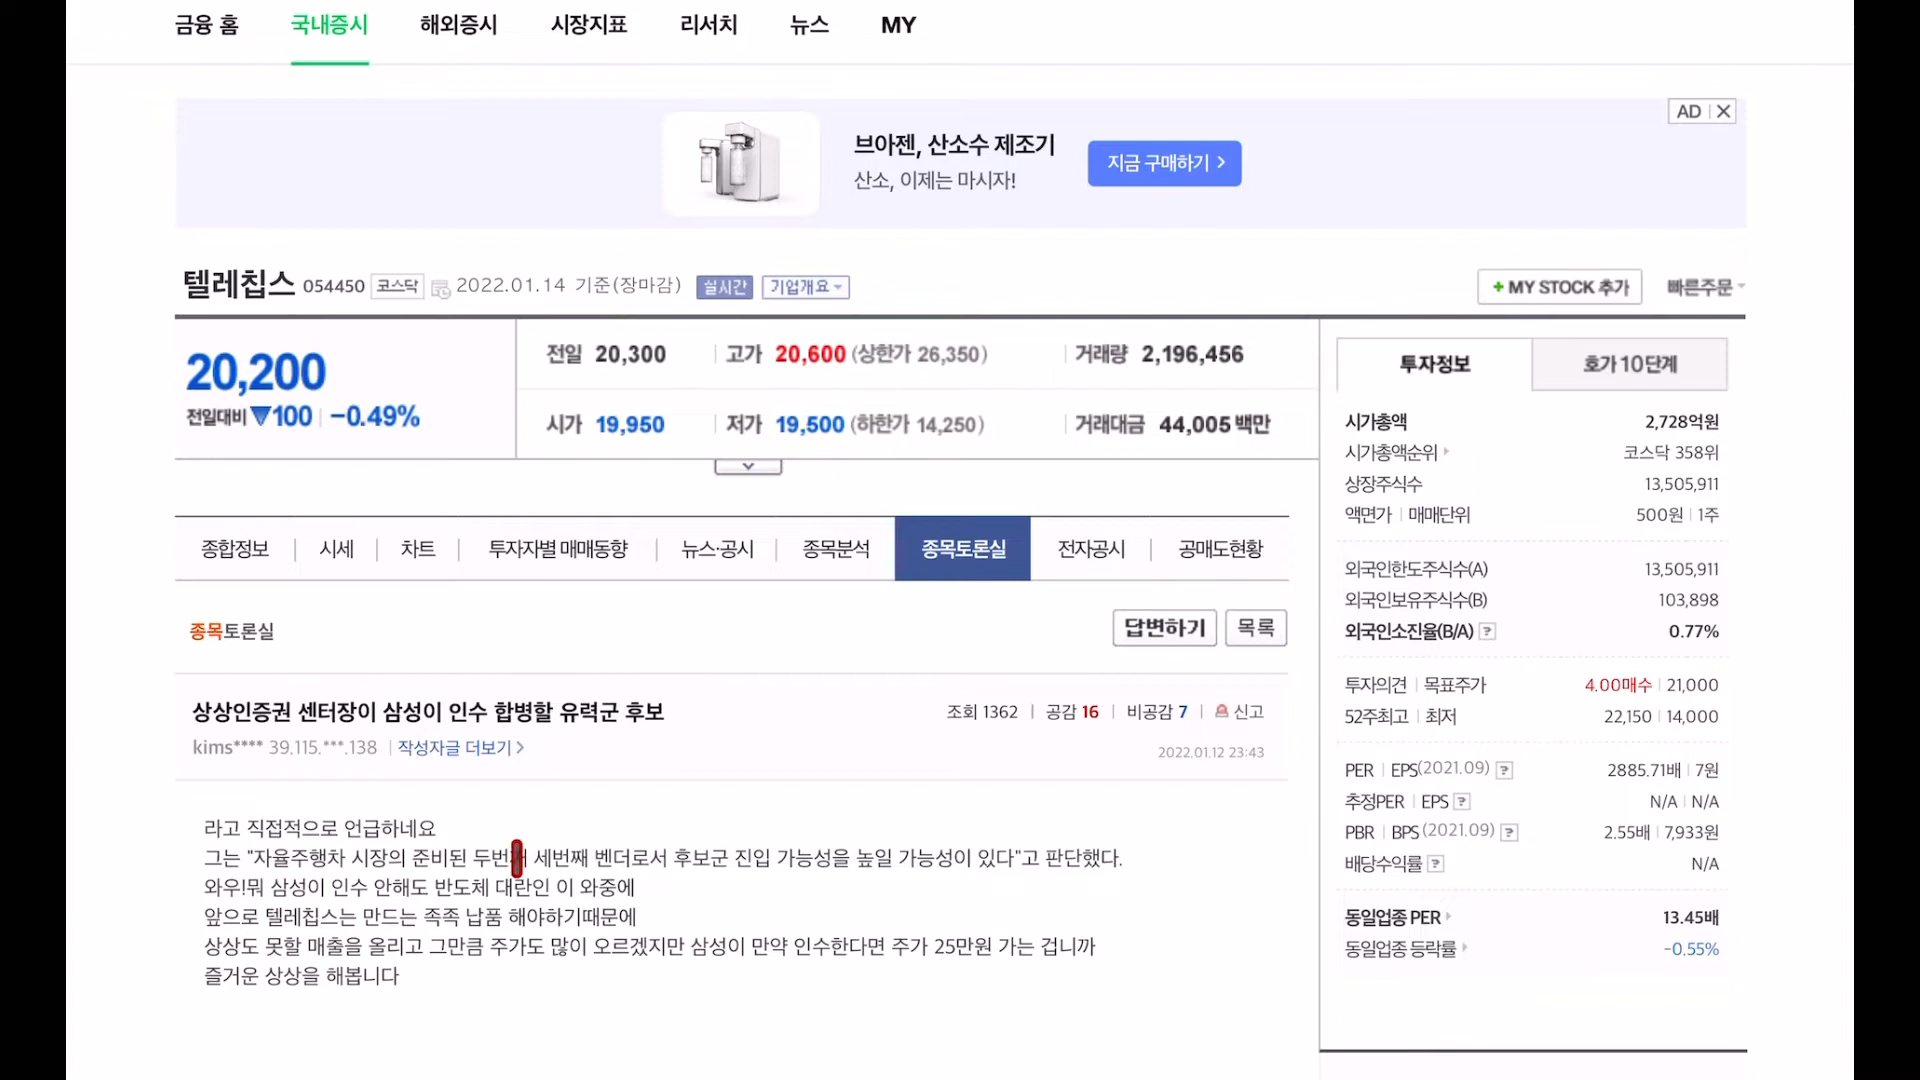 금융 홈 국내증시 해외증시 시장지표 리서치 뉴스 MY
AD
브아젠, 산소수 제조기
산소, 이제는 마시자!
지금 구매하기
텔레칩스 054450 코스닥 2022.01.14 기준(장마감) 실시간 기업개요
+ MY STOCK 추가 빠른주문
20,200
전일대비 ▼100 -0.49%
전일 20,300 고가 20,600 (상한가 26,350) 거래량 2,196,456
시가 19,950 저가 19,500 (하한가 14,250) 거래대금 44,005 백만
종합정보 시세 차트 투자자별 매매동향 뉴스·공시 종목분석 종목토론실 전자공시 공매도현황
종목토론실
답변하기 목록
상상인증권 센터장이 삼성이 인수 합병할 유력군 후보
조회 1362 공감 16 비공감 7 신고
kims**** 39.115.***.138 작성자글 더보기
2022.01.12 23:43
라고 직접적으로 언급하네요
그는 "자율주행차 시장의 준비된 두번째 세번째 벤더로서 후보군 진입 가능성을 높일 가능성이 있다"고 판단했다.
와우!뭐 삼성이 인수 안해도 반도체 대란인 이 와중에
앞으로 텔레칩스는 만드는 족족 납품 해야하기때문에
상상도 못할 매출을 올리고 그만큼 주가도 많이 오르겠지만 삼성이 만약 인수한다면 주가 25만원 가는 겁니까
즐거운 상상을 해봅니다
투자정보 호가 10단계
시가총액 2,728억원
시가총액순위 코스닥 358위
상장주식수 13,505,911
액면가 매매단위 500원 1주
외국인한도주식수(A) 13,505,911
외국인보유주식수(B) 103,898
외국인소진율(B/A) ? 0.77%
투자의견 목표주가 4.00매수 21,000
52주최고 최저 22,150 14,000
PER EPS(2021.09) ? 2885.71배 7원
추정PER EPS ? N/A N/A
PBR BPS (2021.09) ? 2.55배 7,933원
배당수익률 ? N/A
동일업종 PER 13.45배
동일업종 등락률 -0.55%